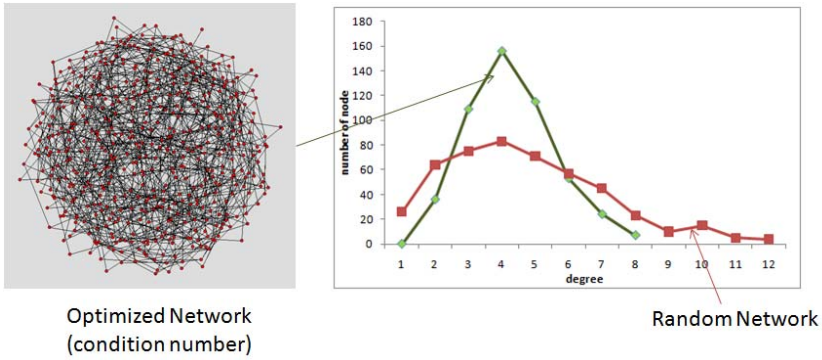 180
160
140
120
100
80
60
40
20
0
number of node
1 2 3 4 5 6 7 8 9 10 11 12
degree
Optimized Network
(condition number)
Random Network